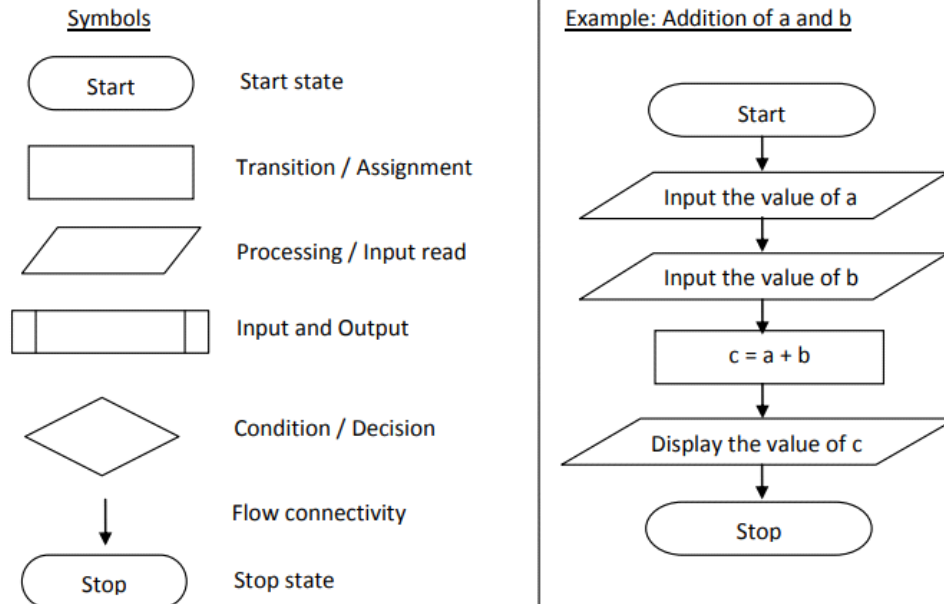 Symbols
Start
Start state
Transition / Assignment
Processing / Input read
Input and Output
Condition / Decision
Flow connectivity
Stop
Stop state
Example: Addition of a and b
Start
Input the value of a
Input the value of b
c = a + b
Display the value of c
Stop